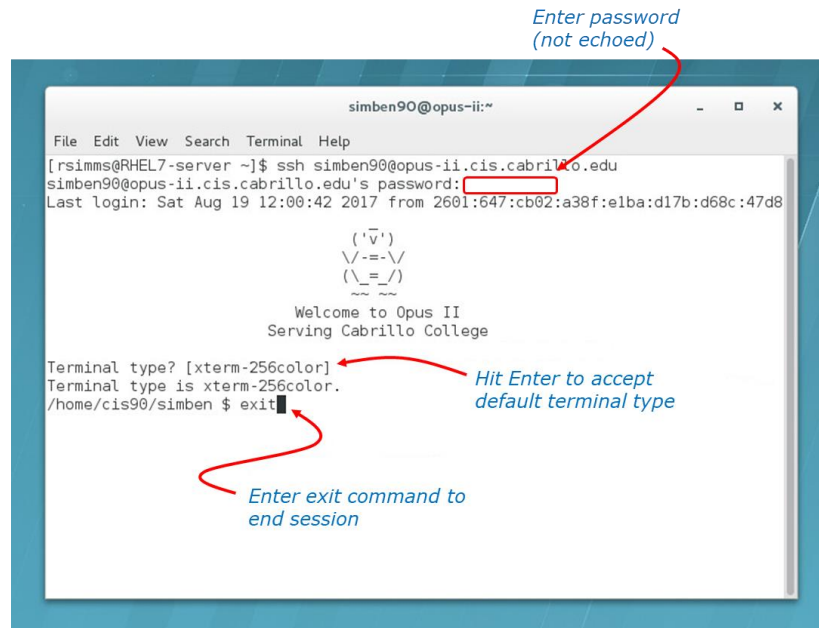 Enter password
(not echoed)
simben90@opus-ii:~
File Edit View Search Terminal Help
[rsimms@RHEL7-server ~]$ ssh simben90@opus-ii.cis.cabrillo.edu
simben90@opus-ii.cis.cabrillo.edu's password:
Last login: Sat Aug 19 12:00:42 2017 from 2601:647:cb02:a38f:e1ba:d17b:d68c:47d8
_
('v')
\/-=-\/
(\_=_/)
~~ ~~
Welcome to Opus II
Serving Cabrillo College
Terminal type? [xterm-256color]
Terminal type is xterm-256color.
/home/cis90/simben $ exit
Hit Enter to accept
default terminal type
Enter exit command to
end session